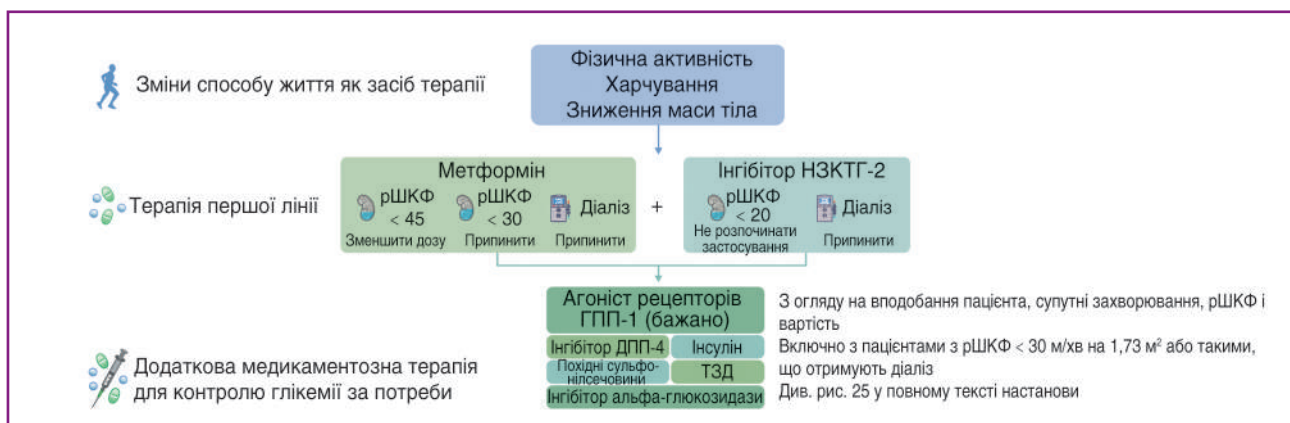 Зміни способу життя як засіб терапії
Фізична активність
Харчування
Зниження маси тіла
Терапія першої лінії
Метформін
рШКФ
< 45
Зменшити дозу
рШКФ
< 30
Припинити
Діаліз
Припинити
+
Інгібітор НЗКТГ-2
рШКФ
< 20
Не розпочинати
застосування
Діаліз
Припинити
Додаткова медикаментозна терапія
для контролю глікемії за потреби
Агоніст рецепторів
ГПП-1 (бажано)
Інгібітор ДПП-4
Інсулін
Похідні сульфо-
нілсечовини
ТЗД
Інгібітор альфа-глюкозидази
З огляду на вподобання пацієнта, супутні захворювання, рШКФ і
вартість
Включно з пацієнтами з рШКФ < 30 м/хв на 1,73 м² або такими,
що отримують діаліз
Див. рис. 25 у повному тексті настанови